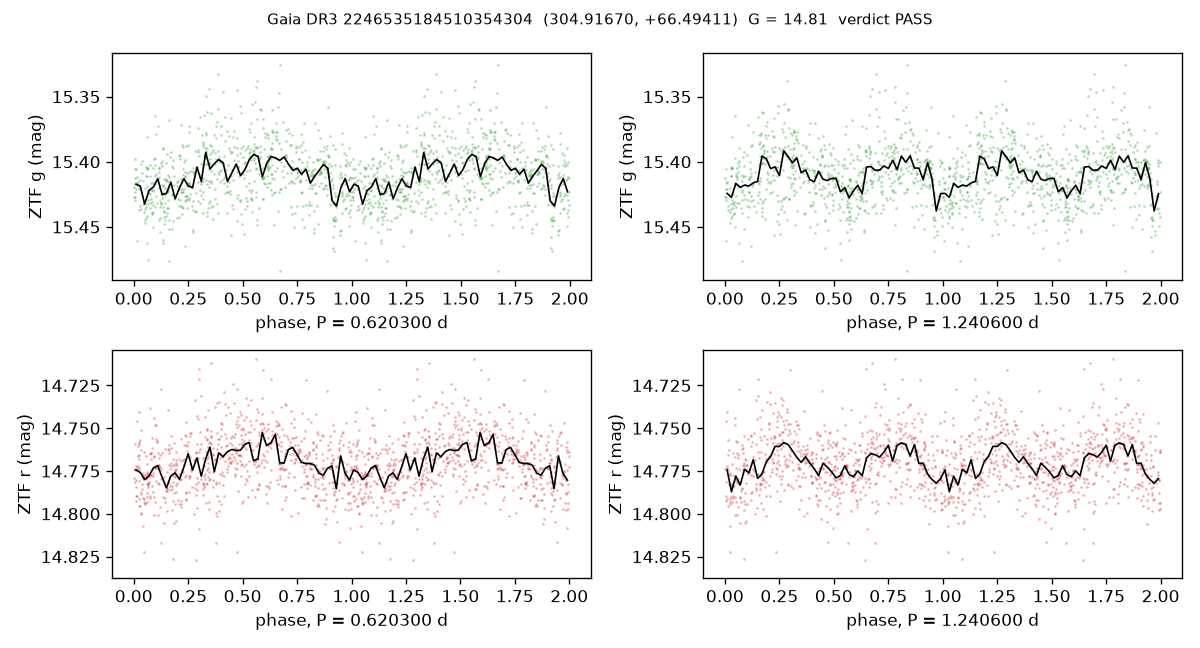 Gaia DR3 2246535184510354304 (304.91670, +66.49411) G = 14.81 verdict PASS
ZTF g (mag)
15.35
15.40
15.45
0.00 0.25 0.50 0.75 1.00 1.25 1.50 1.75 2.00
phase, P = 0.620300 d
ZTF g (mag)
15.35
15.40
15.45
0.00 0.25 0.50 0.75 1.00 1.25 1.50 1.75 2.00
phase, P = 1.240600 d
ZTF r (mag)
14.725
14.750
14.775
14.800
14.825
0.00 0.25 0.50 0.75 1.00 1.25 1.50 1.75 2.00
phase, P = 0.620300 d
ZTF r (mag)
14.725
14.750
14.775
14.800
14.825
0.00 0.25 0.50 0.75 1.00 1.25 1.50 1.75 2.00
phase, P = 1.240600 d